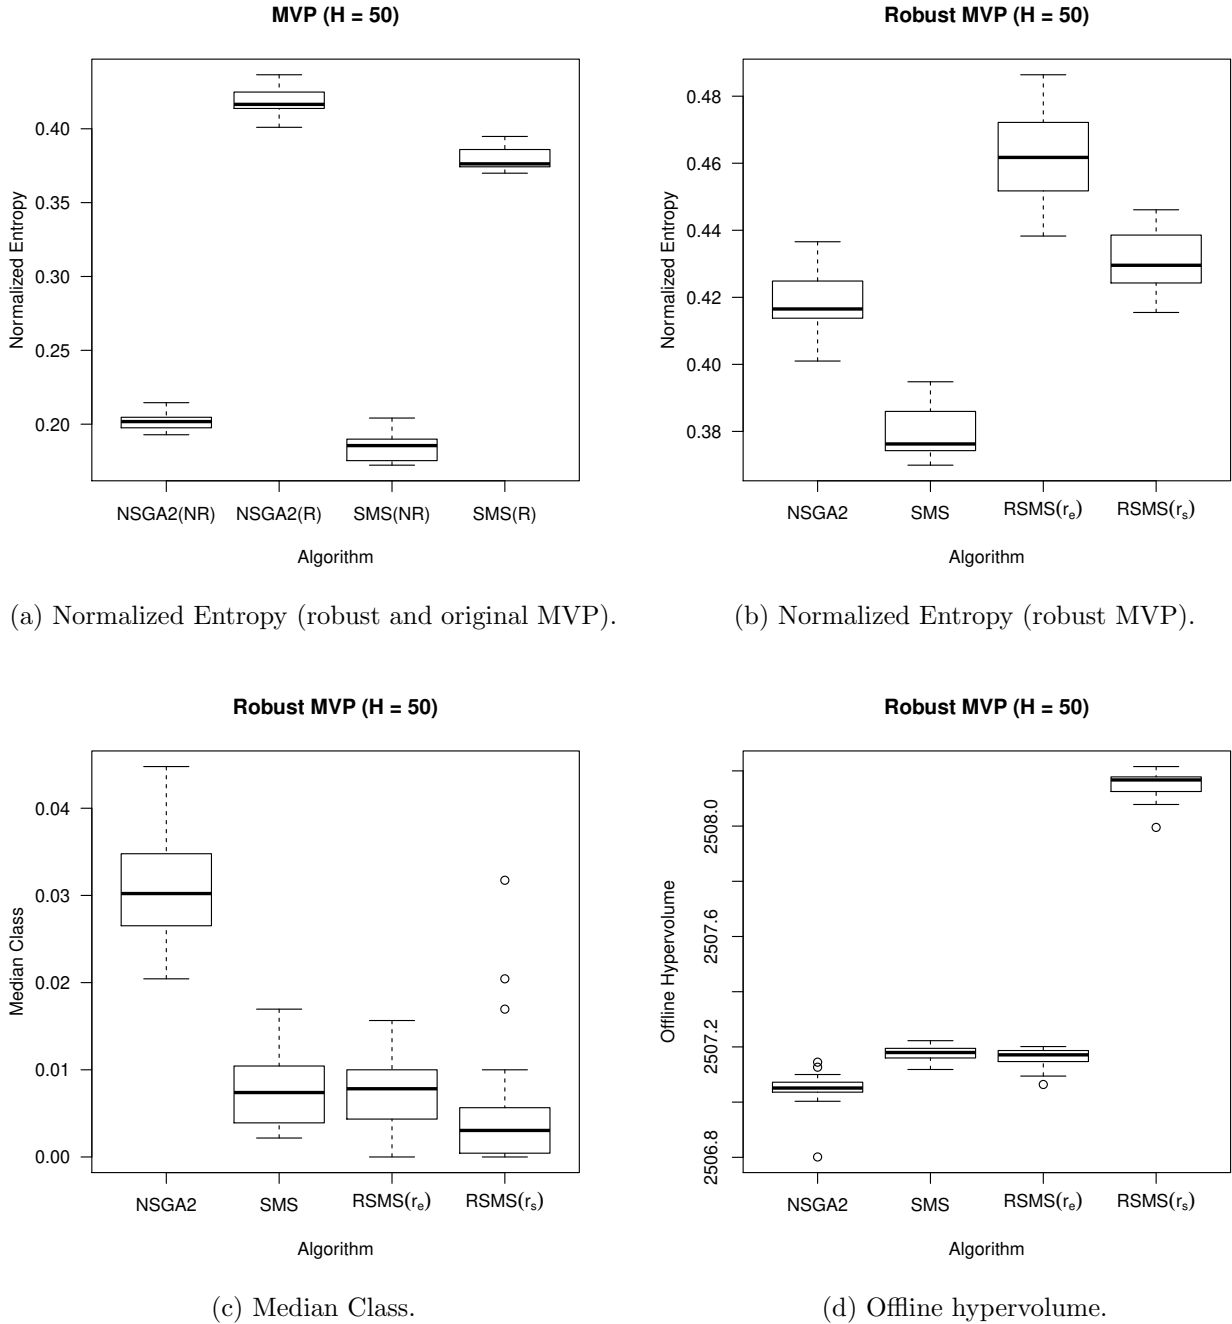 MVP (H = 50)
Normalized Entropy
0.40
0.35
0.30
0.25
0.20
NSGA2(NR) NSGA2(R) SMS(NR) SMS(R)
Algorithm
(a) Normalized Entropy (robust and original MVP).
Robust MVP (H = 50)
Normalized Entropy
0.48
0.46
0.44
0.42
0.40
0.38
NSGA2 SMS RSMS(rₑ) RSMS(rₛ)
Algorithm
(b) Normalized Entropy (robust MVP).
Robust MVP (H = 50)
Median Class
0.04
0.03
0.02
0.01
0.00
NSGA2 SMS RSMS(rₑ) RSMS(rₛ)
Algorithm
(c) Median Class.
Robust MVP (H = 50)
Offline Hypervolume
2508.0
2507.6
2507.2
2506.8
NSGA2 SMS RSMS(rₑ) RSMS(rₛ)
Algorithm
(d) Offline hypervolume.